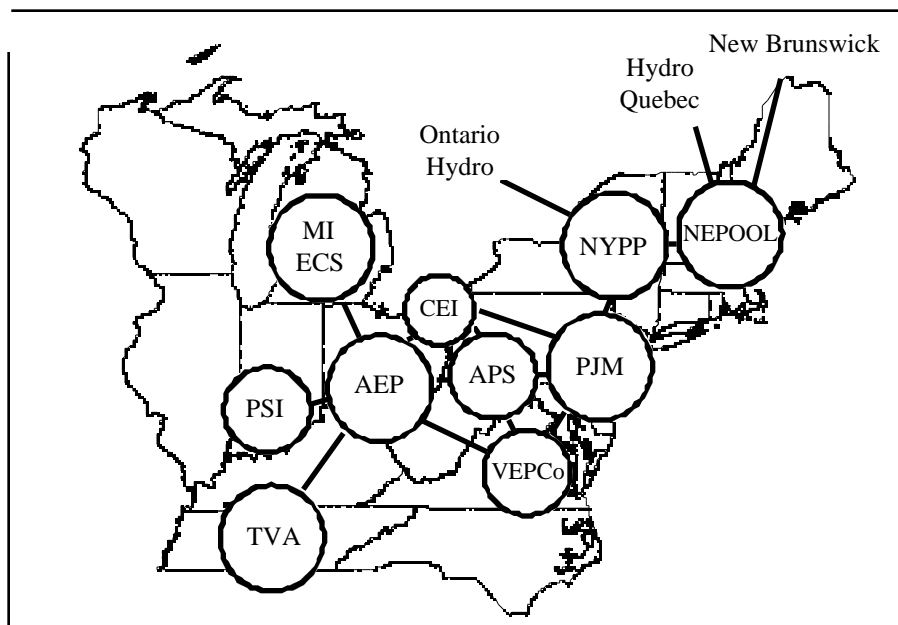 New Brunswick
Hydro
Quebec
Ontario
Hydro
MI
ECS
NYPP
NEPOOL
CEI
AEP
APS
PJM
PSI
VEPCo
TVA